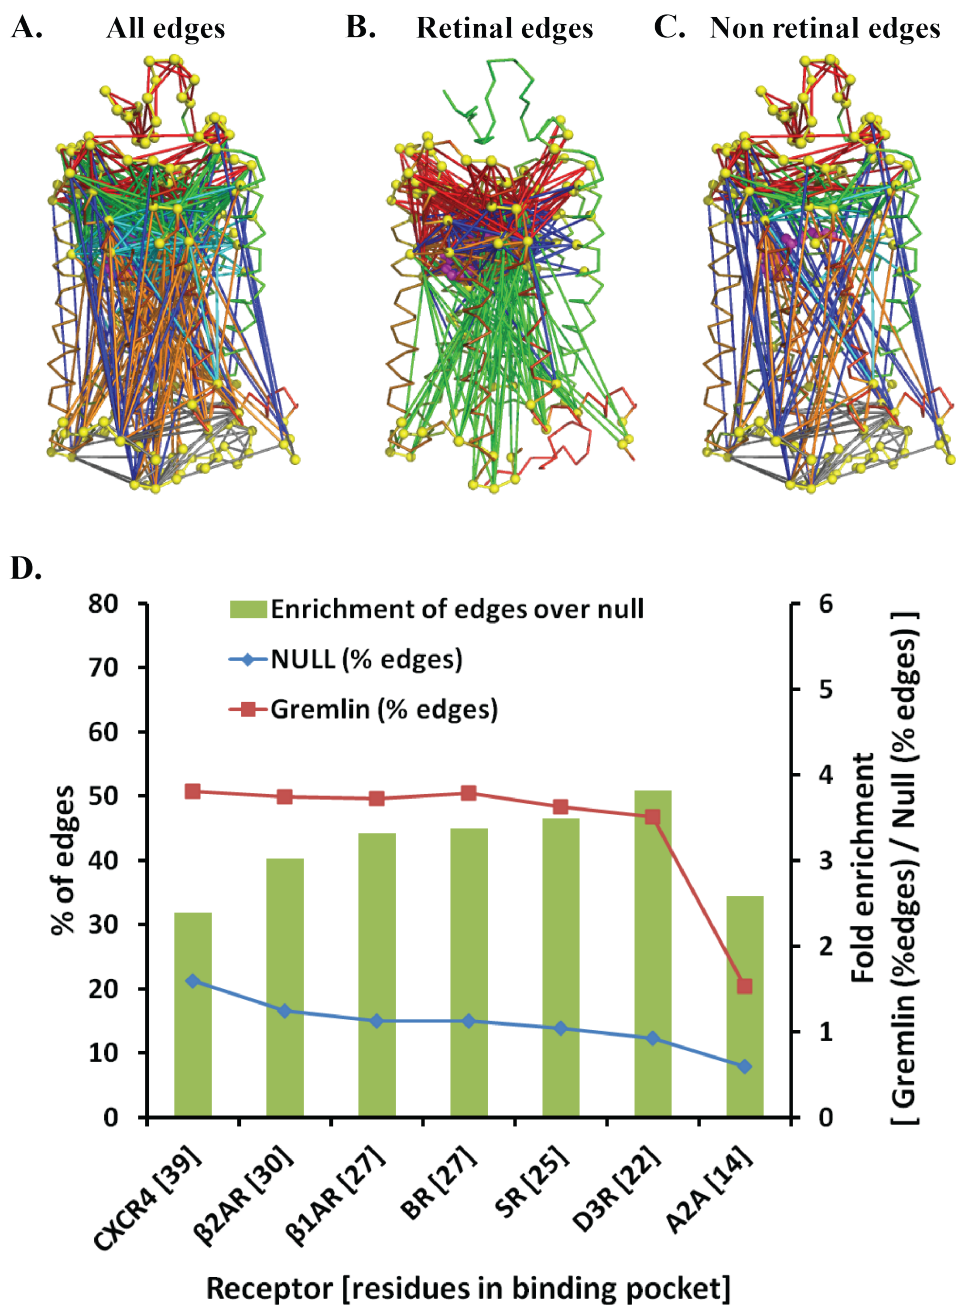 A. All edges
B. Retinal edges
C. Non retinal edges
D.
Enrichment of edges over null
NULL (% edges)
Gremlin (% edges)
80
70
60
50
40
30
20
10
0
% of edges
6
5
4
3
2
1
0
Fold enrichment
[ Gremlin (%edges) / Null (% edges) ]
CXCR4 [39]
β2AR [30]
β1AR [27]
BR [27]
SR [25]
D3R [22]
A2A [14]
Receptor [residues in binding pocket]